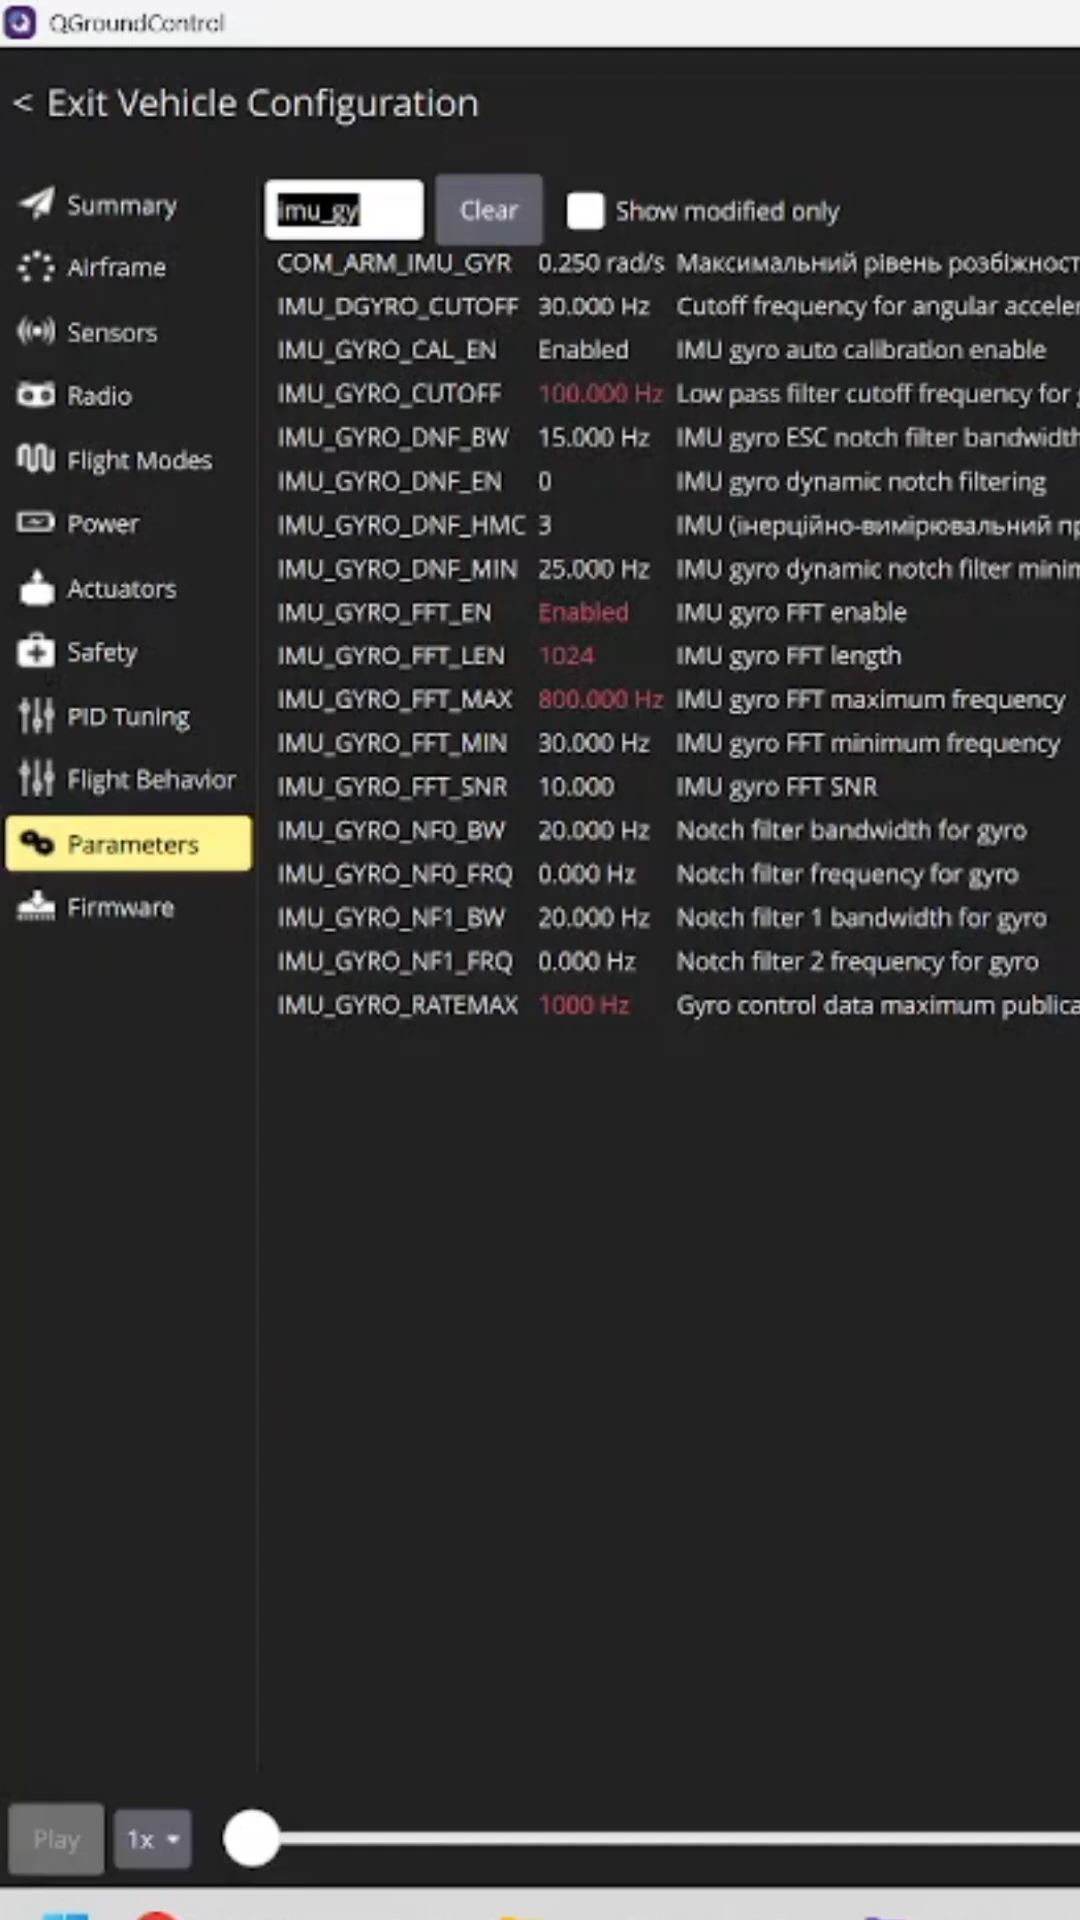 QGroundControl
< Exit Vehicle Configuration
imu_gy Clear Show modified only
Summary
Airframe
Sensors
Radio
Flight Modes
Power
Actuators
Safety
PID Tuning
Flight Behavior
Parameters
Firmware
COM_ARM_IMU_GYR 0.250 rad/s Максимальний рівень розбіжност
IMU_DGYRO_CUTOFF 30.000 Hz Cutoff frequency for angular acceler
IMU_GYRO_CAL_EN Enabled IMU gyro auto calibration enable
IMU_GYRO_CUTOFF 100.000 Hz Low pass filter cutoff frequency for
IMU_GYRO_DNF_BW 15.000 Hz IMU gyro ESC notch filter bandwidth
IMU_GYRO_DNF_EN 0 IMU gyro dynamic notch filtering
IMU_GYRO_DNF_HMC 3 IMU (інерційно-вимірювальний пр
IMU_GYRO_DNF_MIN 25.000 Hz IMU gyro dynamic notch filter minim
IMU_GYRO_FFT_EN Enabled IMU gyro FFT enable
IMU_GYRO_FFT_LEN 1024 IMU gyro FFT length
IMU_GYRO_FFT_MAX 800.000 Hz IMU gyro FFT maximum frequency
IMU_GYRO_FFT_MIN 30.000 Hz IMU gyro FFT minimum frequency
IMU_GYRO_FFT_SNR 10.000 IMU gyro FFT SNR
IMU_GYRO_NF0_BW 20.000 Hz Notch filter bandwidth for gyro
IMU_GYRO_NF0_FRQ 0.000 Hz Notch filter frequency for gyro
IMU_GYRO_NF1_BW 20.000 Hz Notch filter 1 bandwidth for gyro
IMU_GYRO_NF1_FRQ 0.000 Hz Notch filter 2 frequency for gyro
IMU_GYRO_RATEMAX 1000 Hz Gyro control data maximum publica
Play 1x